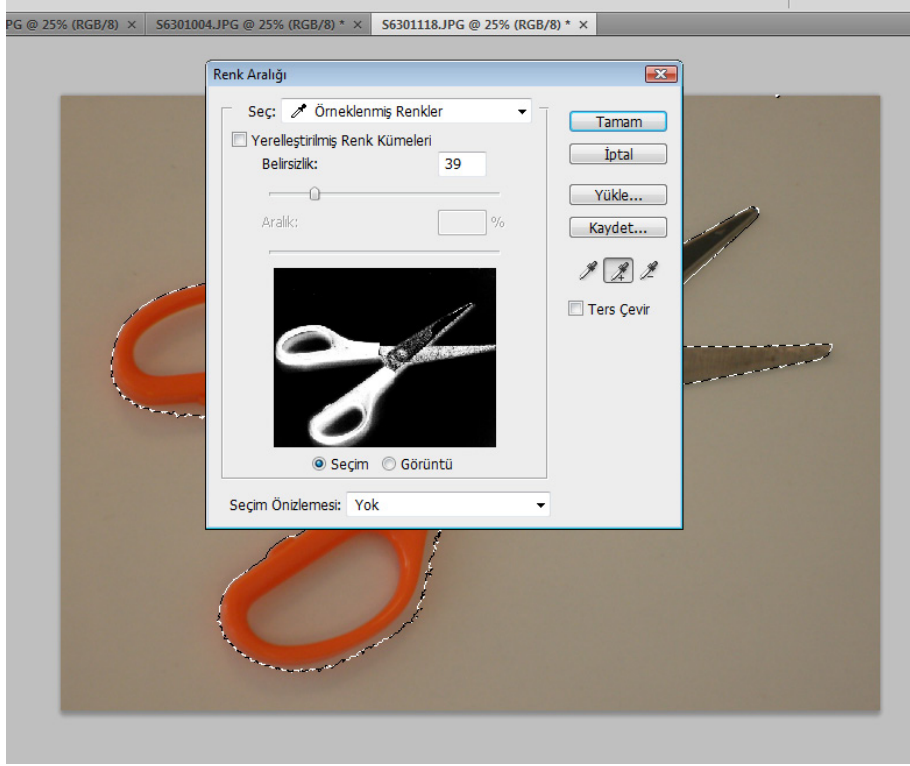 PG @ 25% (RGB/8) × S6301004.JPG @ 25% (RGB/8) * × S6301118.JPG @ 25% (RGB/8) * ×
Renk Aralığı
Seç: Örneklenmiş Renkler
Tamam
Yerelleştirilmiş Renk Kümeleri
Belirsizlik: 39
İptal
Yükle...
Aralık: %
Kaydet...
Ters Çevir
Seçim Görüntü
Seçim Önizlemesi: Yok